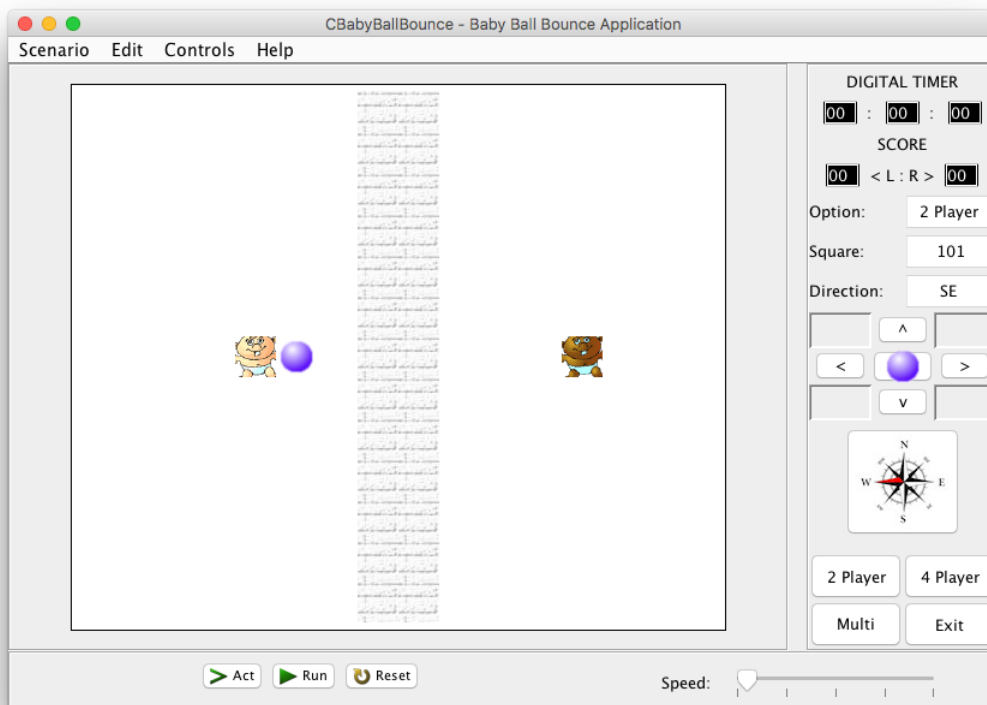 CBabyBallBounce - Baby Ball Bounce Application
Scenario Edit Controls Help
DIGITAL TIMER
00 : 00 : 00
SCORE
00 < L : R > 00
Option: 2 Player
Square: 101
Direction: SE
^
< >
v
N
W E
S
2 Player 4 Player
Multi Exit
Act Run Reset
Speed: